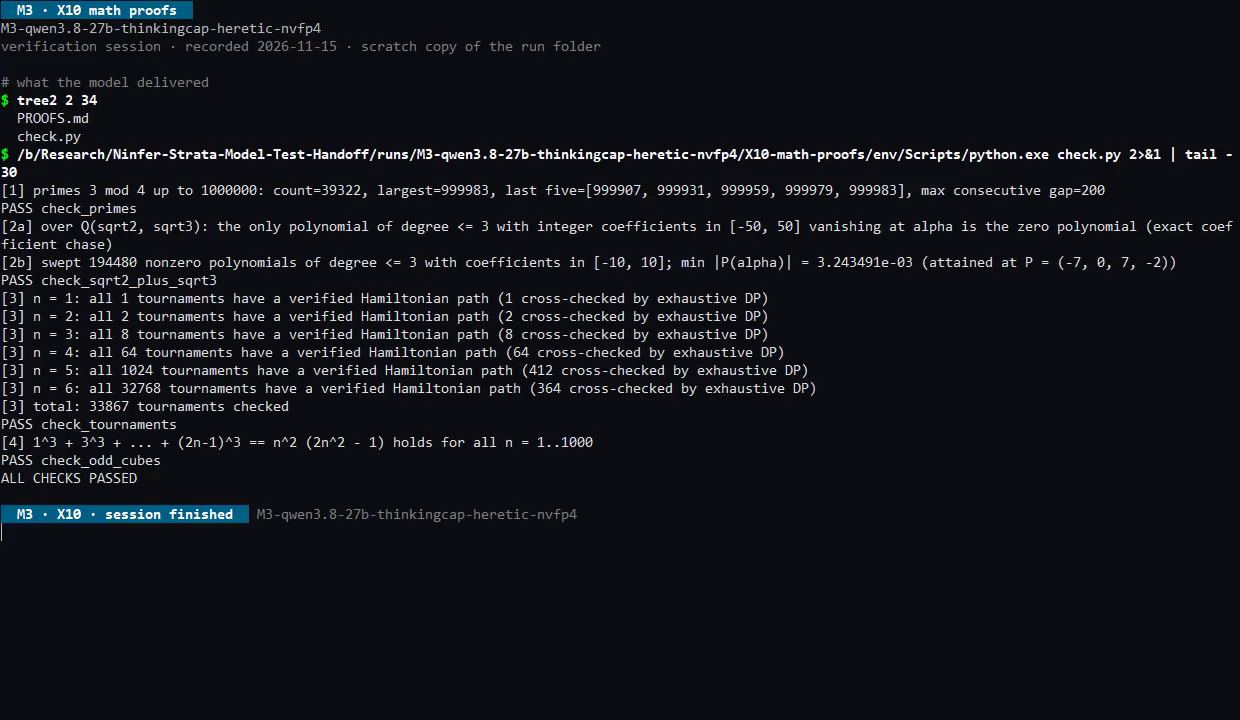 M3 · X10 math proofs
M3-qwen3.8-27b-thinkingcap-heretic-nvfp4
verification session · recorded 2026-11-15 · scratch copy of the run folder
# what the model delivered
$ tree2 2 34
PROOFS.md
check.py
$ /b/Research/Ninfer-Strata-Model-Test-Handoff/runs/M3-qwen3.8-27b-thinkingcap-heretic-nvfp4/X10-math-proofs/env/Scripts/python.exe check.py 2>&1 | tail -
30
[1] primes 3 mod 4 up to 1000000: count=39322, largest=999983, last five=[999907, 999931, 999959, 999979, 999983], max consecutive gap=200
PASS check_primes
[2a] over Q(sqrt2, sqrt3): the only polynomial of degree <= 3 with integer coefficients in [-50, 50] vanishing at alpha is the zero polynomial (exact coef
ficient chase)
[2b] swept 194480 nonzero polynomials of degree <= 3 with coefficients in [-10, 10]; min |P(alpha)| = 3.243491e-03 (attained at P = (-7, 0, 7, -2))
PASS check_sqrt2_plus_sqrt3
[3] n = 1: all 1 tournaments have a verified Hamiltonian path (1 cross-checked by exhaustive DP)
[3] n = 2: all 2 tournaments have a verified Hamiltonian path (2 cross-checked by exhaustive DP)
[3] n = 3: all 8 tournaments have a verified Hamiltonian path (8 cross-checked by exhaustive DP)
[3] n = 4: all 64 tournaments have a verified Hamiltonian path (64 cross-checked by exhaustive DP)
[3] n = 5: all 1024 tournaments have a verified Hamiltonian path (412 cross-checked by exhaustive DP)
[3] n = 6: all 32768 tournaments have a verified Hamiltonian path (364 cross-checked by exhaustive DP)
[3] total: 33867 tournaments checked
PASS check_tournaments
[4] 1^3 + 3^3 + ... + (2n-1)^3 == n^2 (2n^2 - 1) holds for all n = 1..1000
PASS check_odd_cubes
ALL CHECKS PASSED
M3 · X10 · session finished M3-qwen3.8-27b-thinkingcap-heretic-nvfp4